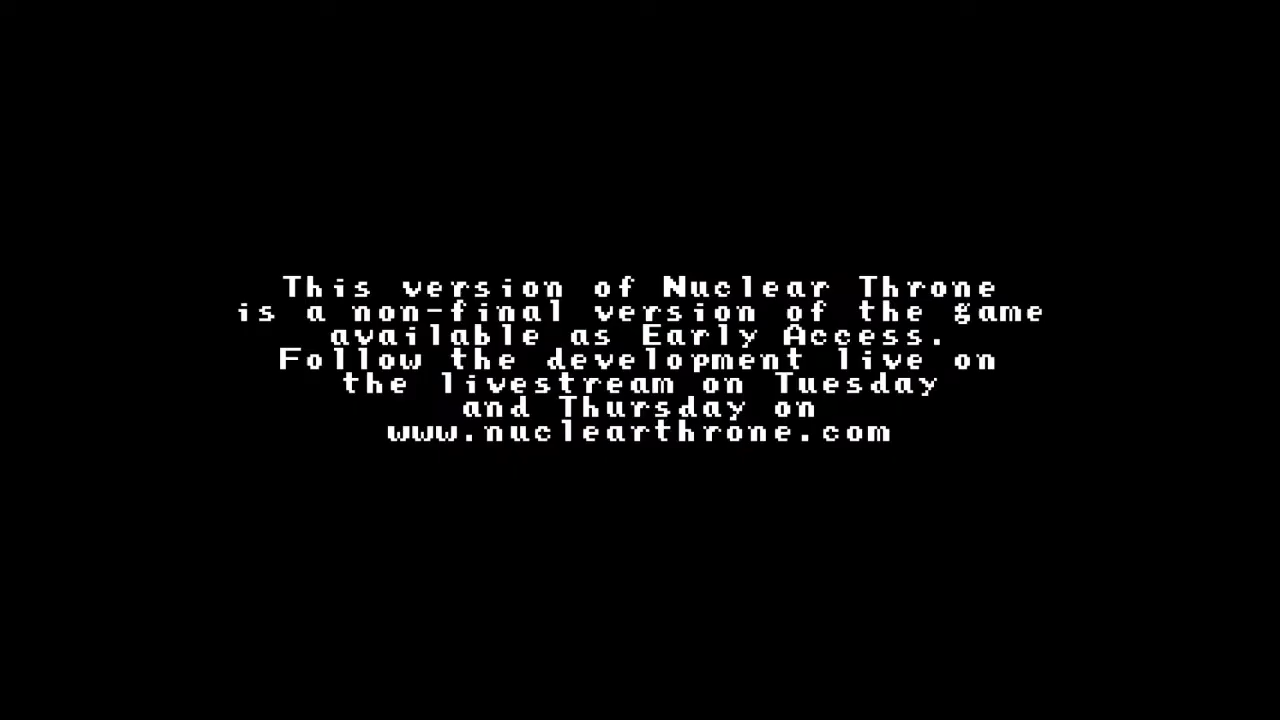 This version of Nuclear Throne
is a non-final version of the game
available as Early Access.
Follow the development live on
the livestream on Tuesday
and Thursday on
www.nuclearthrone.com